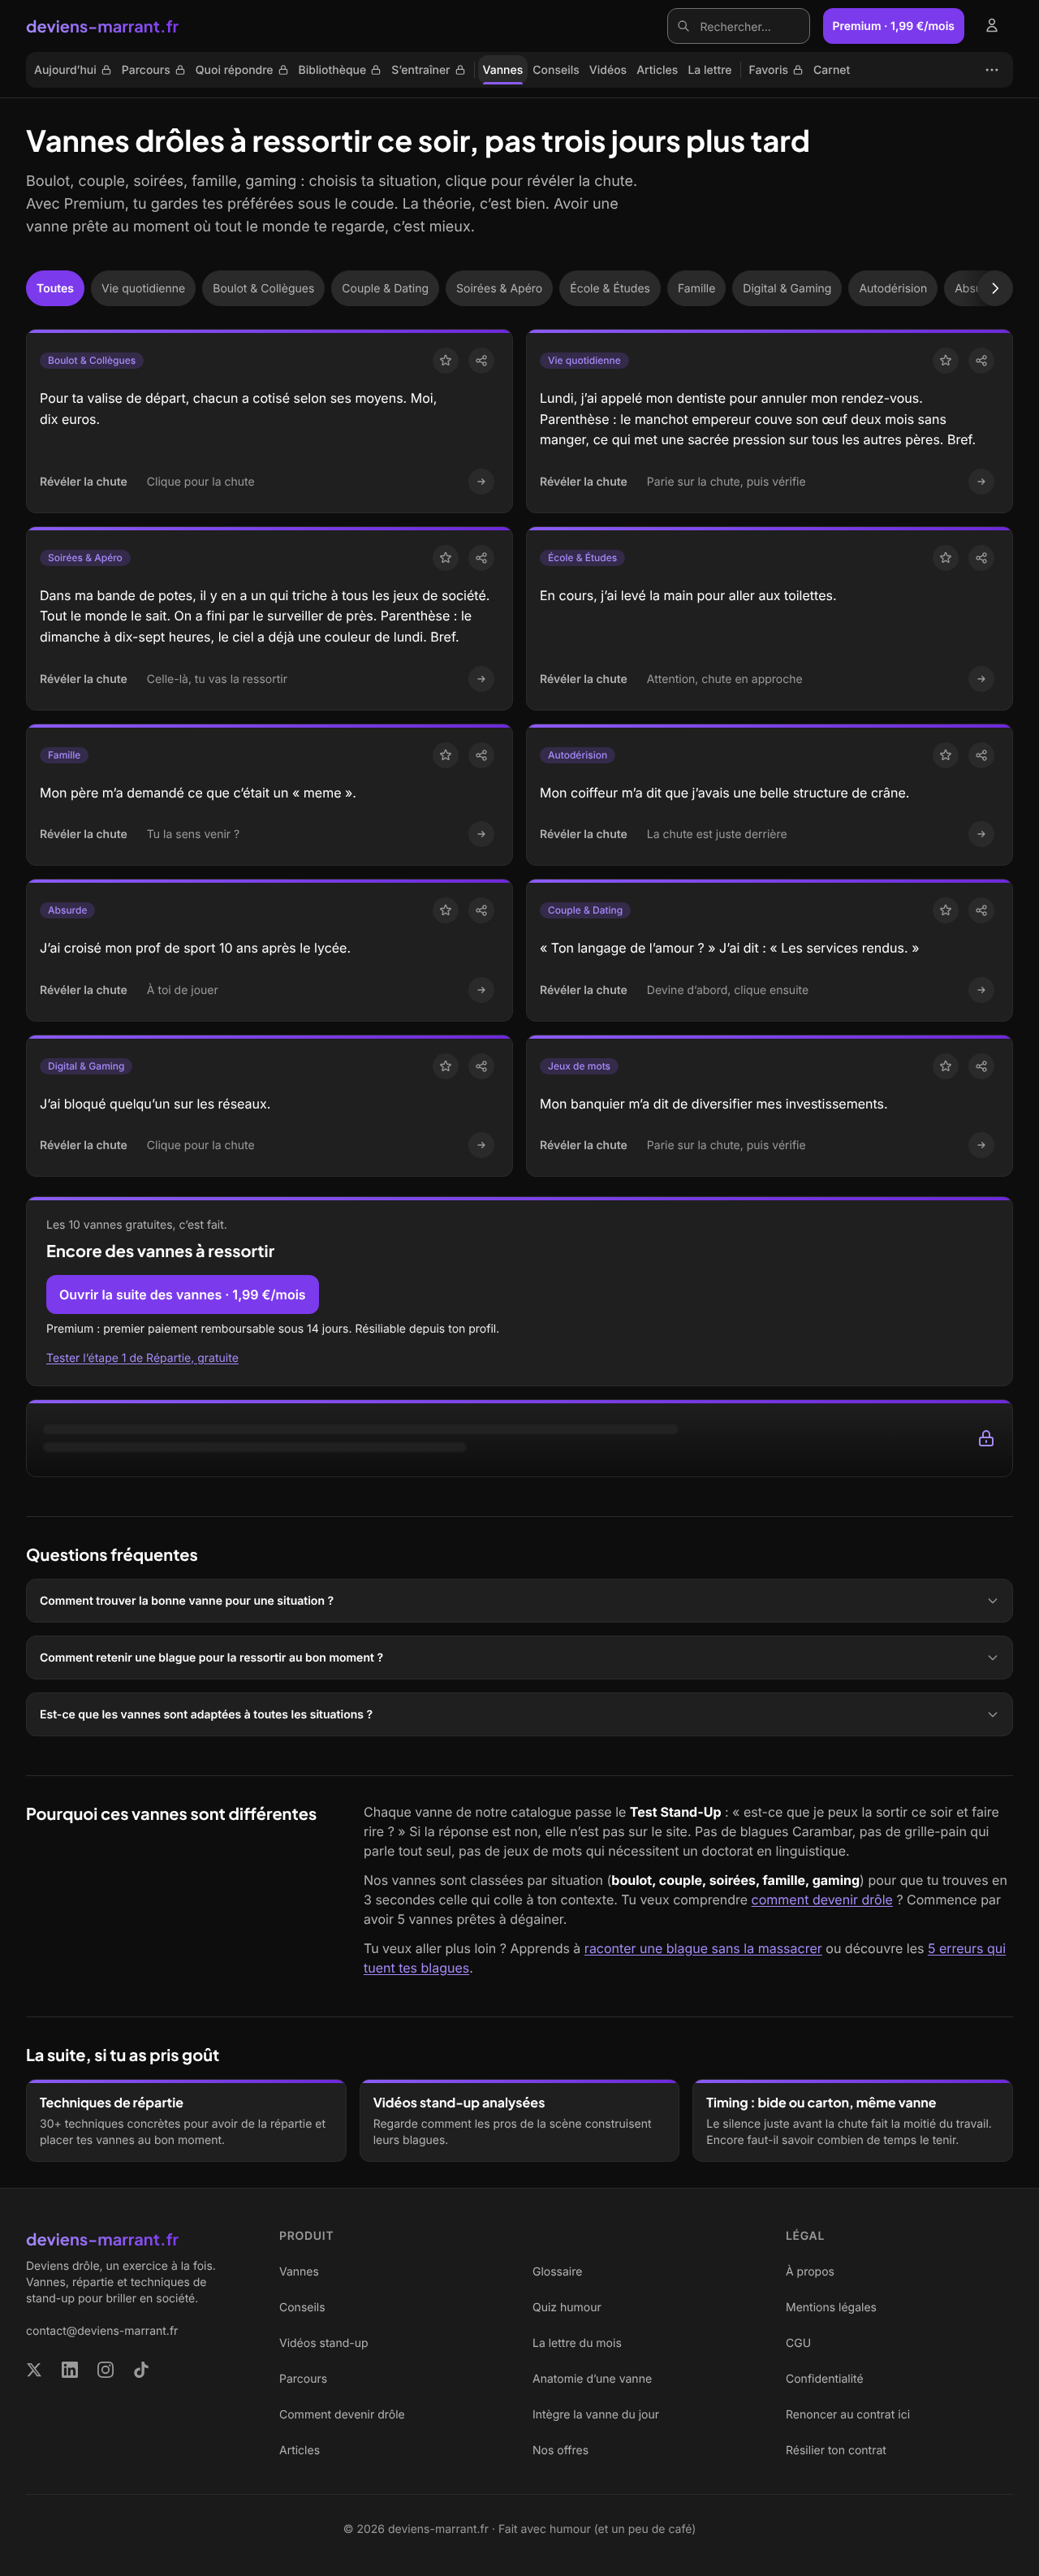 deviens-marrant.fr
Rechercher...
Premium · 1,99 €/mois
Aujourd’hui
Parcours
Quoi répondre
Bibliothèque
S’entraîner
Vannes
Conseils
Vidéos
Articles
La lettre
Favoris
Carnet
Vannes drôles à ressortir ce soir, pas trois jours plus tard
Boulot, couple, soirées, famille, gaming : choisis ta situation, clique pour révéler la chute.
Avec Premium, tu gardes tes préférées sous le coude. La théorie, c’est bien. Avoir une
vanne prête au moment où tout le monde te regarde, c’est mieux.
Toutes
Vie quotidienne
Boulot & Collègues
Couple & Dating
Soirées & Apéro
École & Études
Famille
Digital & Gaming
Autodérision
Boulot & Collègues
Pour ta valise de départ, chacun a cotisé selon ses moyens. Moi,
dix euros.
Révéler la chute
Clique pour la chute
Vie quotidienne
Lundi, j’ai appelé mon dentiste pour annuler mon rendez-vous.
Parenthèse : le manchot empereur couve son œuf deux mois sans
manger, ce qui met une sacrée pression sur tous les autres pères. Bref.
Révéler la chute
Parie sur la chute, puis vérifie
Soirées & Apéro
Dans ma bande de potes, il y en a un qui triche à tous les jeux de société.
Tout le monde le sait. On a fini par le surveiller de près. Parenthèse : le
dimanche à dix-sept heures, le ciel a déjà une couleur de lundi. Bref.
Révéler la chute
Celle-là, tu vas la ressortir
École & Études
En cours, j’ai levé la main pour aller aux toilettes.
Révéler la chute
Attention, chute en approche
Famille
Mon père m’a demandé ce que c’était un « meme ».
Révéler la chute
Tu la sens venir ?
Autodérision
Mon coiffeur m’a dit que j’avais une belle structure de crâne.
Révéler la chute
La chute est juste derrière
Absurde
J’ai croisé mon prof de sport 10 ans après le lycée.
Révéler la chute
À toi de jouer
Couple & Dating
« Ton langage de l’amour ? » J’ai dit : « Les services rendus. »
Révéler la chute
Devine d’abord, clique ensuite
Digital & Gaming
J’ai bloqué quelqu’un sur les réseaux.
Révéler la chute
Clique pour la chute
Jeux de mots
Mon banquier m’a dit de diversifier mes investissements.
Révéler la chute
Parie sur la chute, puis vérifie
Les 10 vannes gratuites, c’est fait.
Encore des vannes à ressortir
Ouvrir la suite des vannes · 1,99 €/mois
Premium : premier paiement remboursable sous 14 jours. Résiliable depuis ton profil.
Tester l’étape 1 de Répartie, gratuite
Questions fréquentes
Comment trouver la bonne vanne pour une situation ?
Comment retenir une blague pour la ressortir au bon moment ?
Est-ce que les vannes sont adaptées à toutes les situations ?
Pourquoi ces vannes sont différentes
Chaque vanne de notre catalogue passe le Test Stand-Up : « est-ce que je peux la sortir ce soir et faire
rire ? » Si la réponse est non, elle n’est pas sur le site. Pas de blagues Carambar, pas de grille-pain qui
parle tout seul, pas de jeux de mots qui nécessitent un doctorat en linguistique.
Nos vannes sont classées par situation (boulot, couple, soirées, famille, gaming) pour que tu trouves en
3 secondes celle qui colle à ton contexte. Tu veux comprendre comment devenir drôle ? Commence par
avoir 5 vannes prêtes à dégainer.
Tu veux aller plus loin ? Apprends à raconter une blague sans la massacrer ou découvre les 5 erreurs qui
tuent tes blagues.
La suite, si tu as pris goût
Techniques de répartie
30+ techniques concrètes pour avoir de la répartie et
placer tes vannes au bon moment.
Vidéos stand-up analysées
Regarde comment les pros de la scène construisent
leurs blagues.
Timing : bide ou carton, même vanne
Le silence juste avant la chute fait la moitié du travail.
Encore faut-il savoir combien de temps le tenir.
deviens-marrant.fr
Deviens drôle, un exercice à la fois.
Vannes, répartie et techniques de
stand-up pour briller en société.
contact@deviens-marrant.fr
PRODUIT
Vannes
Conseils
Vidéos stand-up
Parcours
Comment devenir drôle
Articles
Glossaire
Quiz humour
La lettre du mois
Anatomie d’une vanne
Intègre la vanne du jour
Nos offres
LÉGAL
À propos
Mentions légales
CGU
Confidentialité
Renoncer au contrat ici
Résilier ton contrat
© 2026 deviens-marrant.fr · Fait avec humour (et un peu de café)